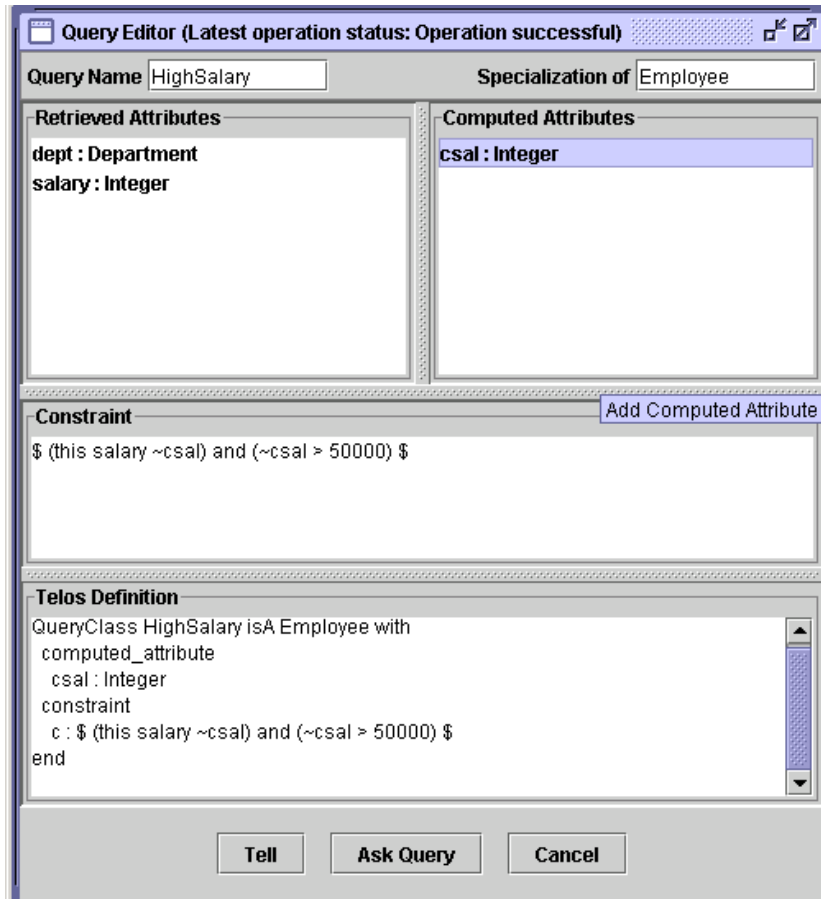 Query Editor (Latest operation status: Operation successful)
Query Name HighSalary Specialization of Employee
Retrieved Attributes
dept : Department
salary : Integer
Computed Attributes
csal : Integer
Add Computed Attribute
Constraint
$ (this salary ~csal) and (~csal > 50000) $
Telos Definition
QueryClass HighSalary isA Employee with
computed_attribute
csal : Integer
constraint
c : $ (this salary ~csal) and (~csal > 50000) $
end
Tell Ask Query Cancel